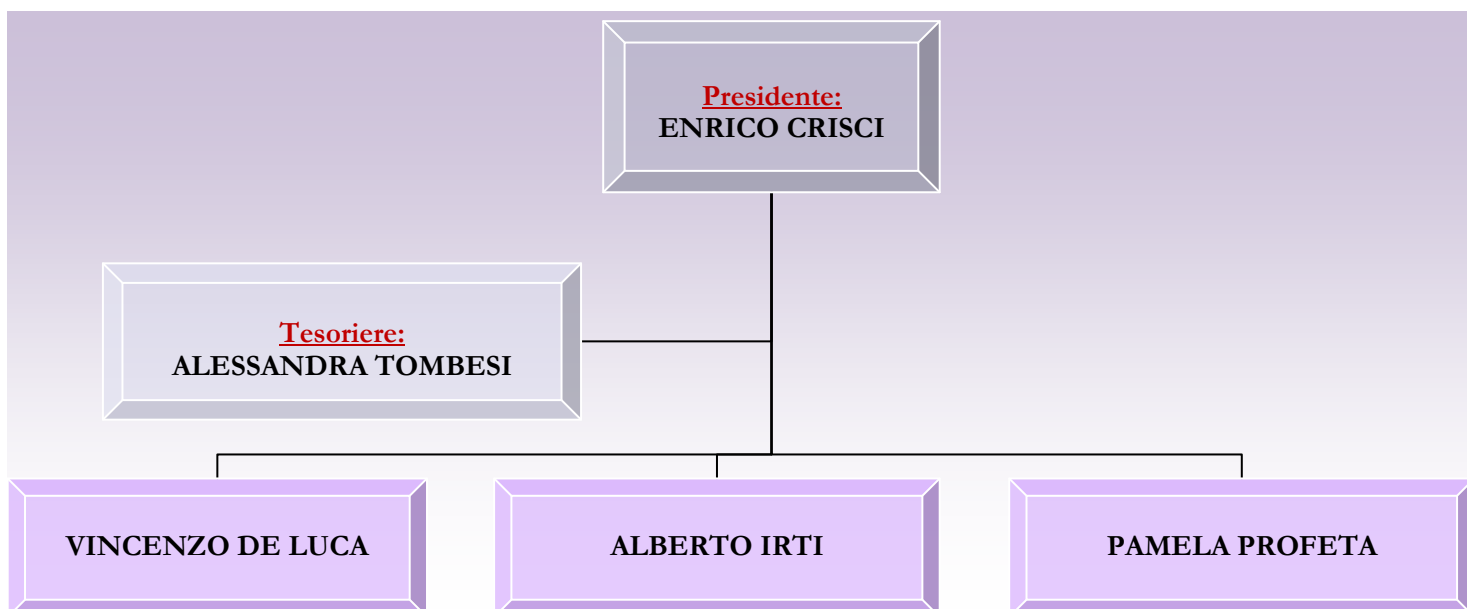 Presidente:
ENRICO CRISCI
Tesoriere:
ALESSANDRA TOMBESI
VINCENZO DE LUCA
ALBERTO IRTI
PAMELA PROFETA